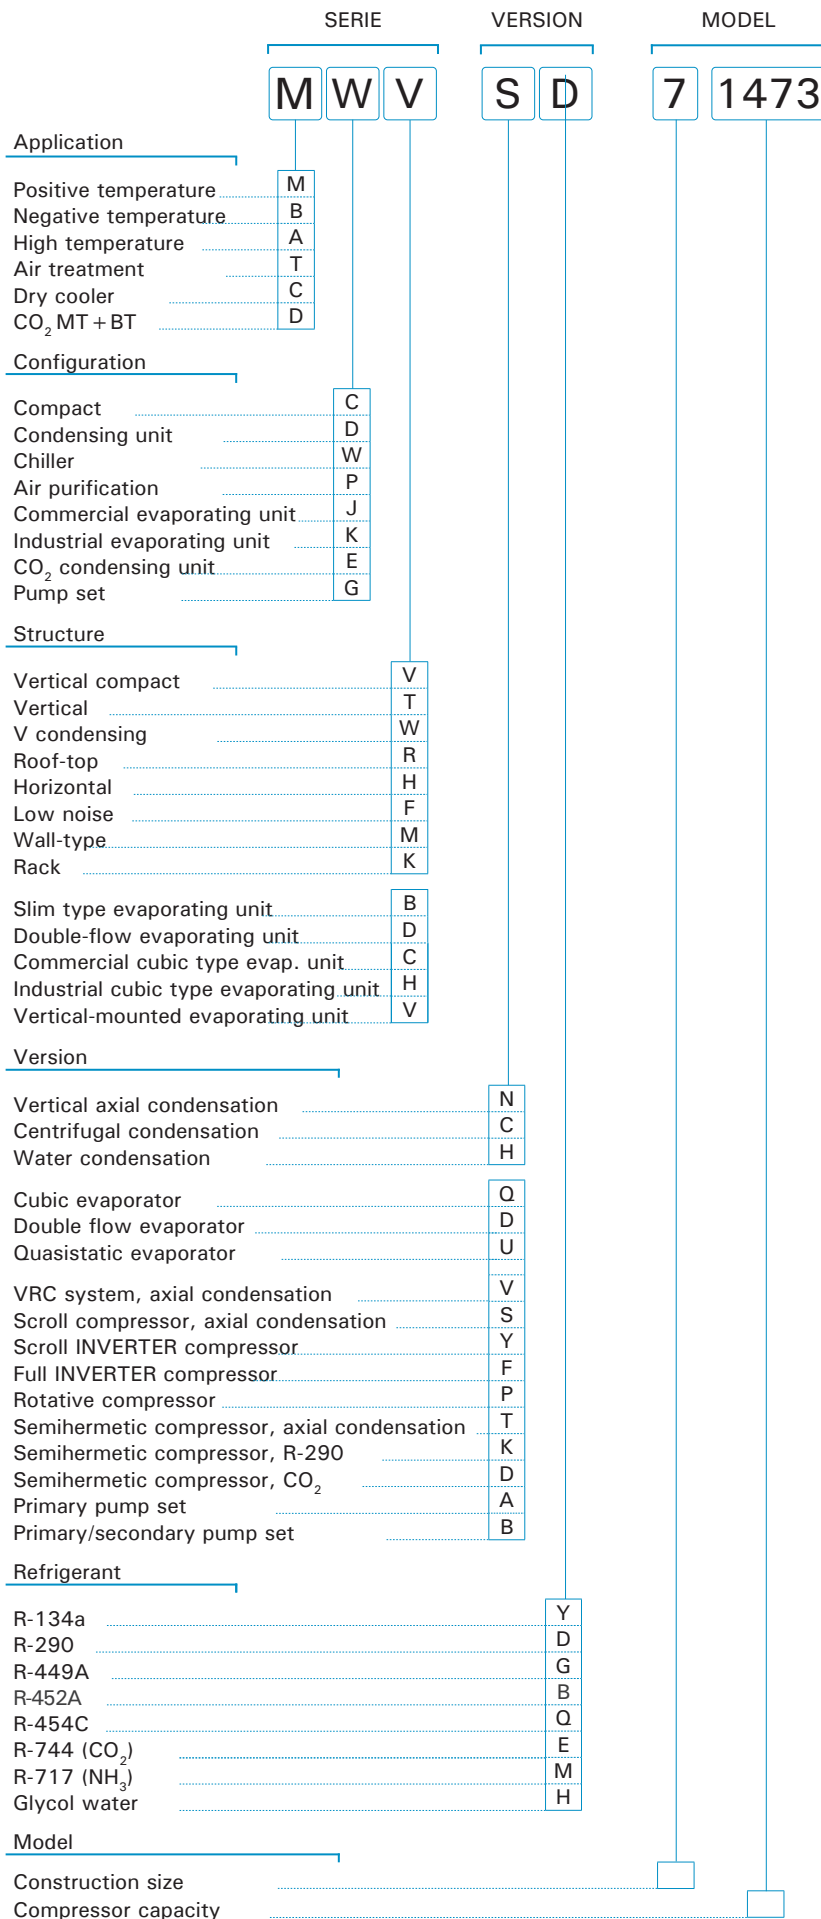 SERIE VERSION MODEL
M W V S D 7 1473
Application
Positive temperature M
Negative temperature B
High temperature A
Air treatment T
Dry cooler C
CO2 MT+BT D
Configuration
Compact C
Condensing unit D
Chiller W
Air purification P
Commercial evaporating unit J
Industrial evaporating unit K
CO2 condensing unit E
Pump set G
Structure
Vertical compact V
Vertical T
V condensing W
Roof-top R
Horizontal H
Low noise F
Wall-type M
Rack K
Slim type evaporating unit B
Double-flow evaporating unit D
Commercial cubic type evap. unit C
Industrial cubic type evaporating unit H
Vertical-mounted evaporating unit V
Version
Vertical axial condensation N
Centrifugal condensation C
Water condensation H
Cubic evaporator Q
Double flow evaporator D
Quasistatic evaporator U
VRC system, axial condensation V
Scroll compressor, axial condensation S
Scroll INVERTER compressor Y
Full INVERTER compressor F
Rotative compressor P
Semihermetic compressor, axial condensation T
Semihermetic compressor, R-290 K
Semihermetic compressor, CO2 D
Primary pump set A
Primary/secondary pump set B
Refrigerant
R-134a Y
R-290 D
R-449A G
R-452A B
R-454C Q
R-744 (CO2) E
R-717 (NH3) M
Glycol water H
Model
Construction size
Compressor capacity